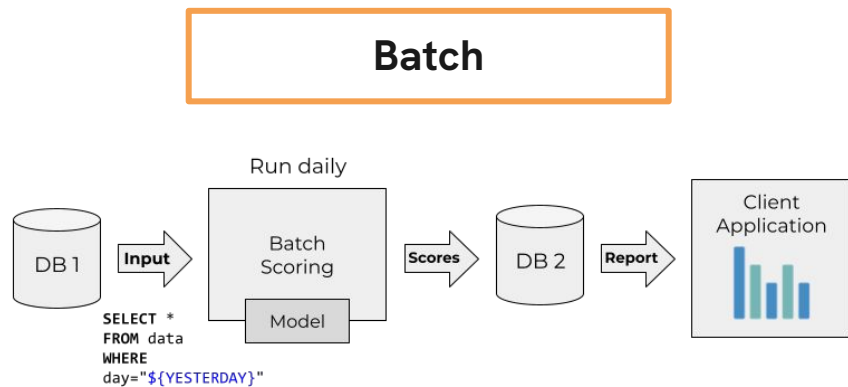 Batch
Run daily
DB 1
Input
Batch
Scoring
Model
Scores
DB 2
Report
Client
Application
SELECT *
FROM data
WHERE
day="${YESTERDAY}"